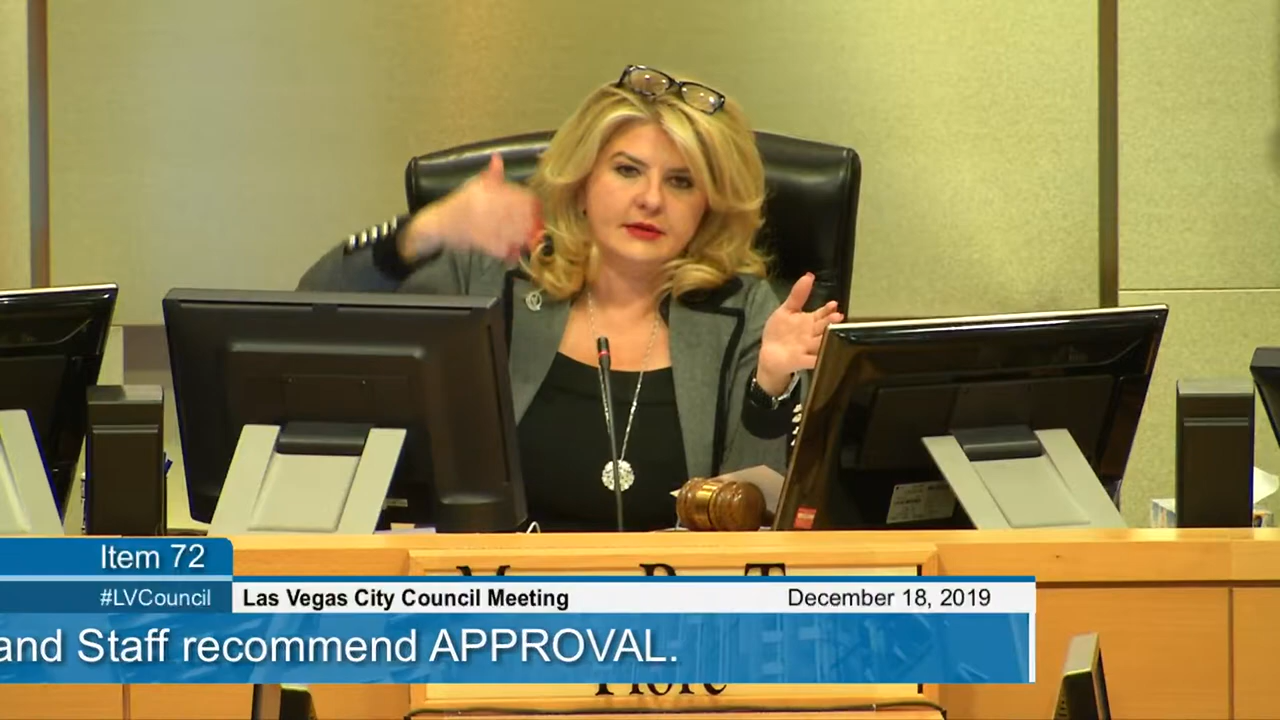 Item 72
#LVCouncil
Las Vegas City Council Meeting
December 18, 2019
and Staff recommend APPROVAL.